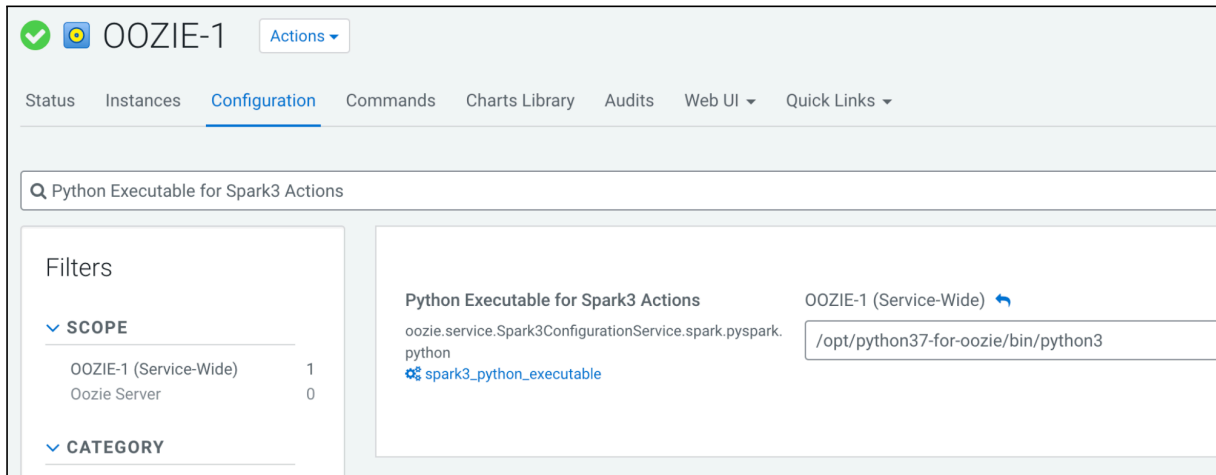 OOZIE-1 Actions
Status Instances Configuration Commands Charts Library Audits Web UI Quick Links
Python Executable for Spark3 Actions
Filters
SCOPE
OOZIE-1 (Service-Wide) 1
Oozie Server 0
CATEGORY
Python Executable for Spark3 Actions
oozie.service.Spark3ConfigurationService.spark.pyspark.
python
spark3_python_executable
OOZIE-1 (Service-Wide)
/opt/python37-for-oozie/bin/python3